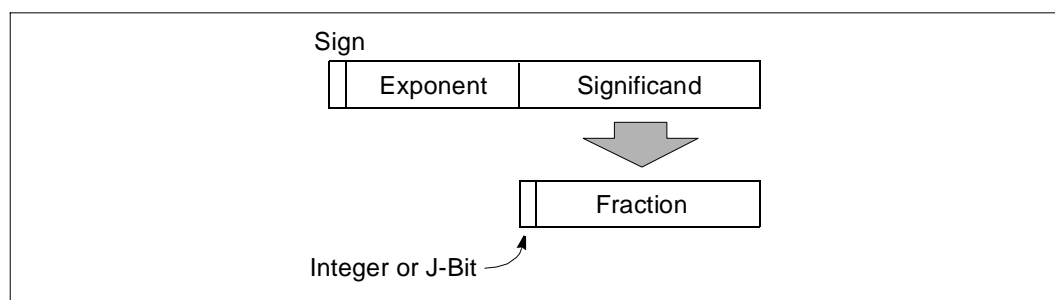 Sign
Exponent Significand
Fraction
Integer or J-Bit